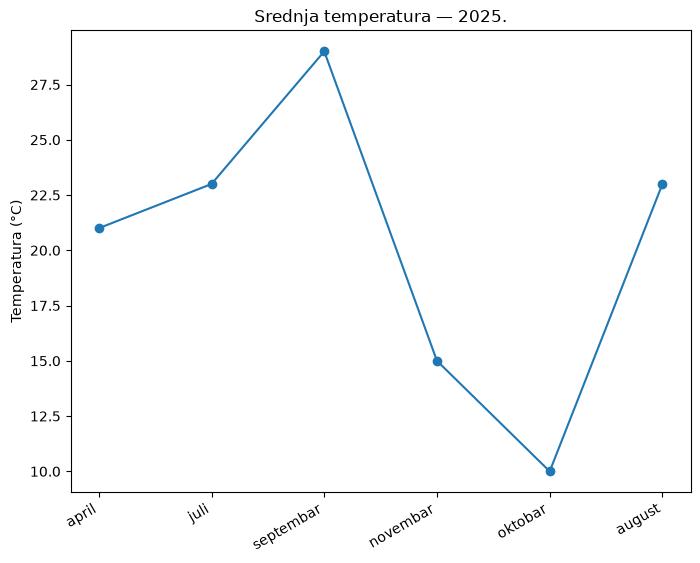 Srednja temperatura — 2025.
Temperatura (°C)
27.5
25.0
22.5
20.0
17.5
15.0
12.5
10.0
april
juli
septembar
novembar
oktobar
august